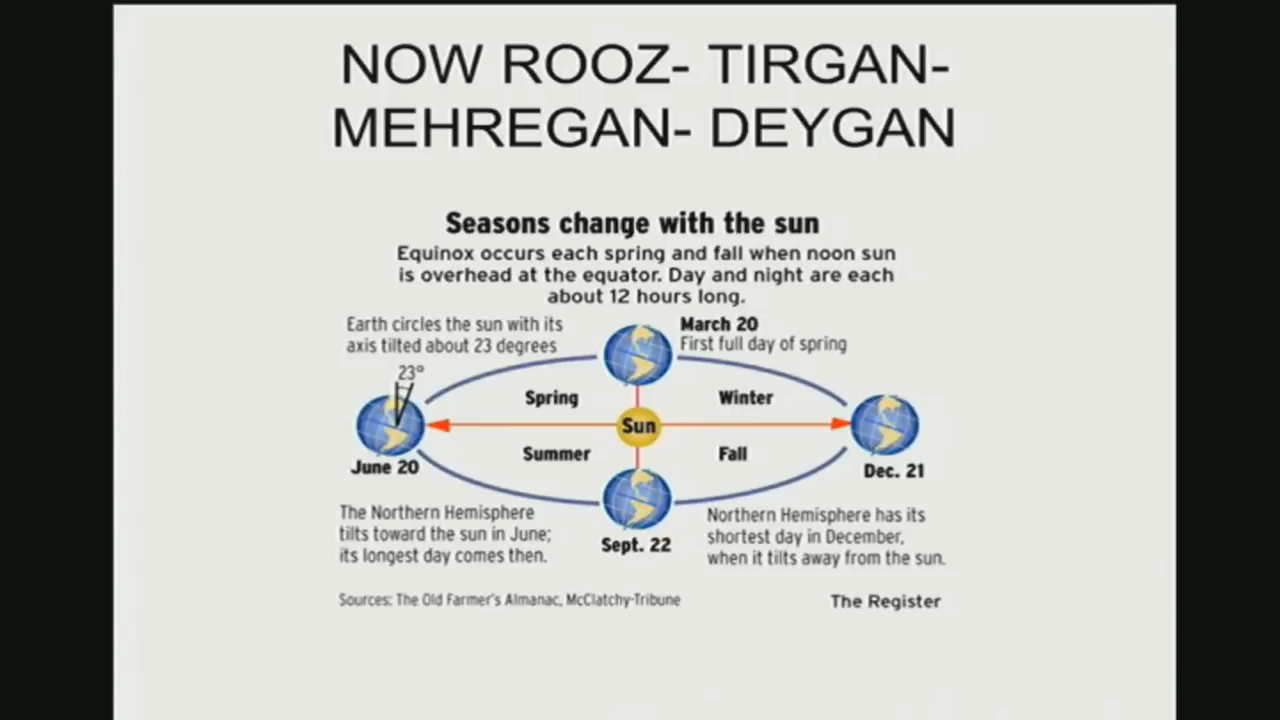 NOW ROOZ- TIRGAN-
MEHREGAN- DEYGAN
Seasons change with the sun
Equinox occurs each spring and fall when noon sun
is overhead at the equator. Day and night are each
about 12 hours long.
Earth circles the sun with its
axis tilted about 23 degrees
March 20
First full day of spring
23°
Spring
Winter
Sun
Summer
Fall
June 20
Dec. 21
The Northern Hemisphere
tilts toward the sun in June;
its longest day comes then.
Sept. 22
Northern Hemisphere has its
shortest day in December,
when it tilts away from the sun.
Sources: The Old Farmer's Almanac, McClatchy-Tribune
The Register